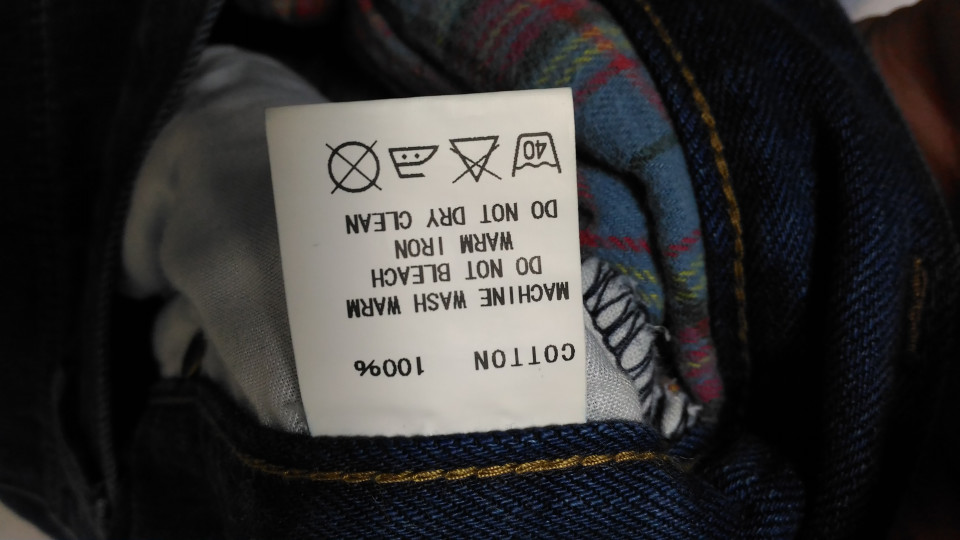 COTTON 100%
MACHINE WASH WARM
DO NOT BLEACH
WARM IRON
DO NOT DRY CLEAN
40